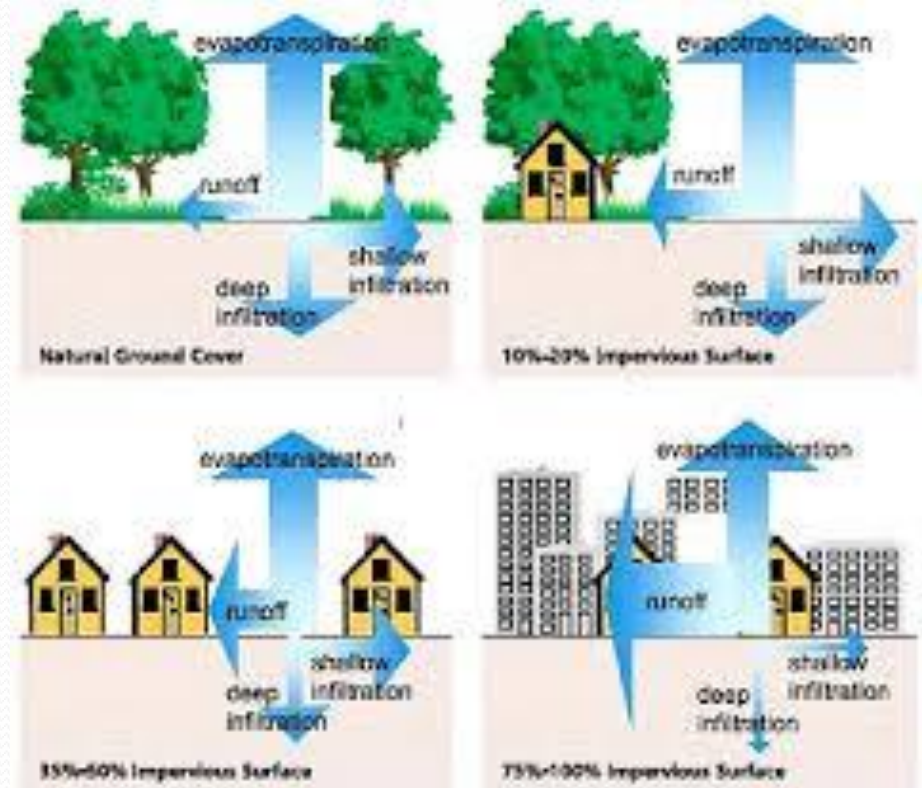 evapotranspiration
runoff
shallow
infiltration
deep
infiltration
Natural Ground Cover
evapotranspiration
runoff
shallow
infiltration
deep
infiltration
10%-20% Impervious Surface
evapotranspiration
runoff
shallow
infiltration
deep
infiltration
35%-50% Impervious Surface
evapotranspiration
runoff
shallow
infiltration
deep
infiltration
75%-100% Impervious Surface